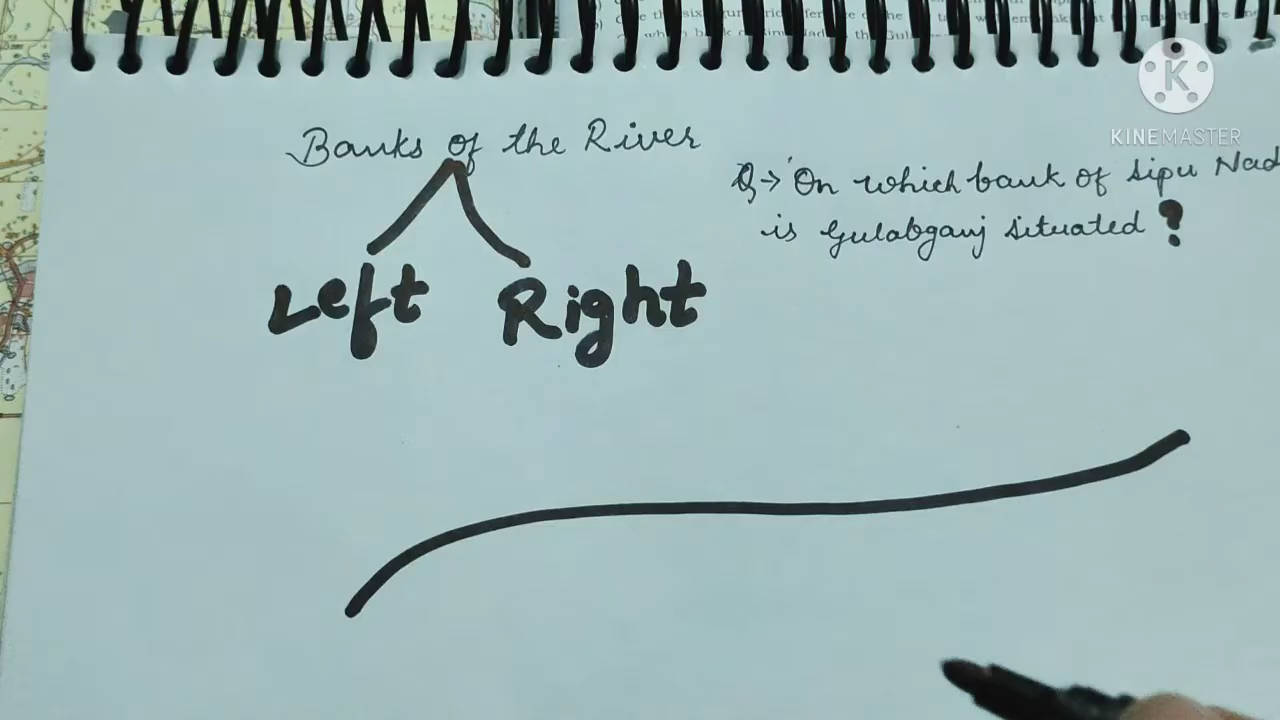 Banks of the River
Left Right
Q→ On which bank of Sipu Nad
is Gulabganj situated?
KINEMASTER